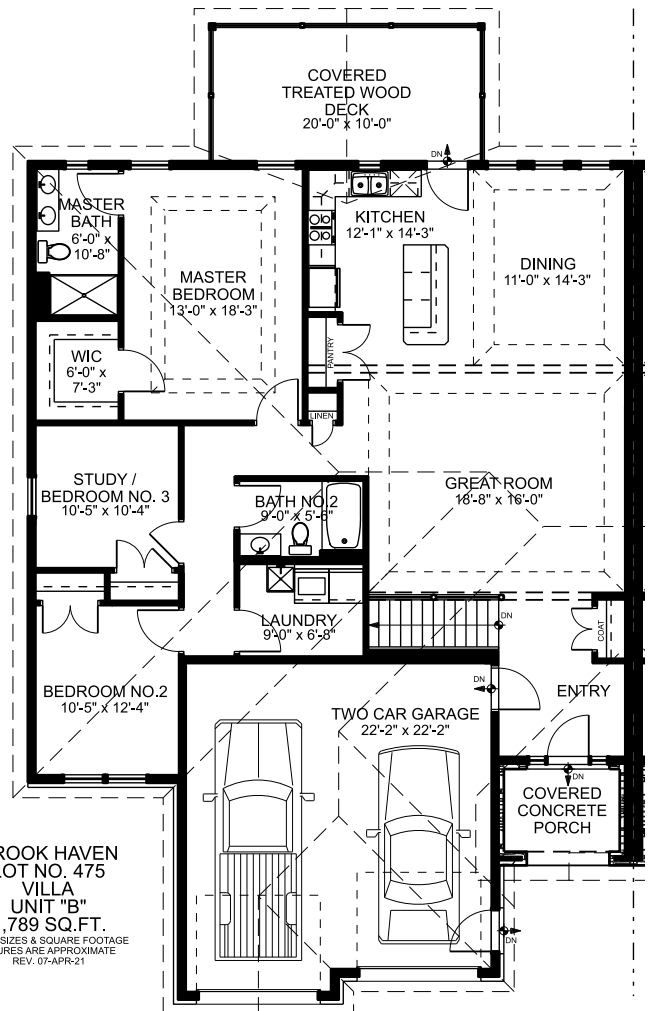 COVERED
TREATED WOOD
DECK
20'-0" x 10'-0"
DN
MASTER
BATH
6'-0" x
10'-8"
KITCHEN
12'-1" x 14'-3"
DINING
11'-0" x 14'-3"
MASTER
BEDROOM
13'-0" x 18'-3"
WIC
6'-0" x
7'-3"
PANTRY
LINEN
STUDY /
BEDROOM NO. 3
10'-5" x 10'-4"
GREAT ROOM
18'-8" x 16'-0"
BATH NO.2
9'-0" x 5'-6"
LAUNDRY
9'-0" x 6'-8"
DN
COAT
BEDROOM NO.2
10'-5" x 12'-4"
DN
ENTRY
TWO CAR GARAGE
22'-2" x 22'-2"
DN
COVERED
CONCRETE
PORCH
DN
ROOK HAVEN
LOT NO. 475
VILLA
UNIT "B"
,789 SQ.FT.
SIZES & SQUARE FOOTAGE
URES ARE APPROXIMATE
REV. 07-APR-21